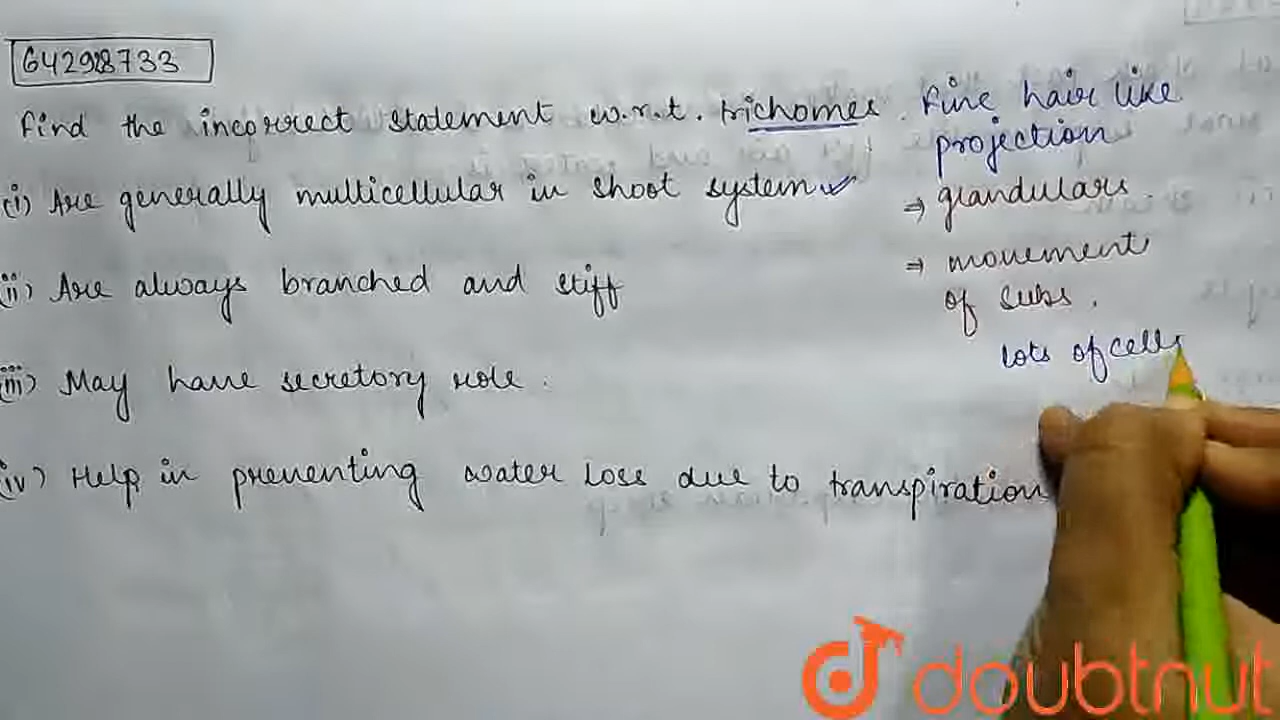 64298733
Find the incorrect statement w.r.t. trichomes.
(i) Are generally multicellular in shoot system
(ii) Are always branched and stiff
(iii) May have secretory role.
(iv) Help in preventing water loss due to transpiration
Fine hair like
projection
⇒ glandulars
⇒ movement
of subs.
lots of cells
doubtnut